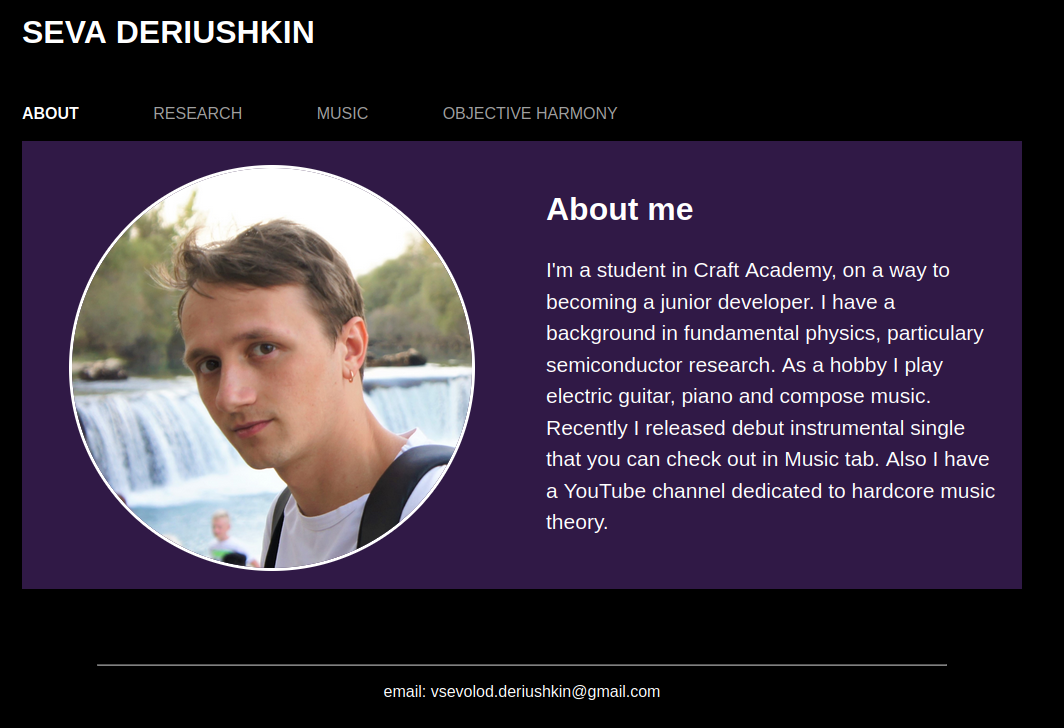 SEVA DERIUSHKIN
ABOUT
RESEARCH
MUSIC
OBJECTIVE HARMONY
About me
I'm a student in Craft Academy, on a way to
becoming a junior developer. I have a
background in fundamental physics, particulary
semiconductor research. As a hobby I play
electric guitar, piano and compose music.
Recently I released debut instrumental single
that you can check out in Music tab. Also I have
a YouTube channel dedicated to hardcore music
theory.
email: vsevolod.deriushkin@gmail.com